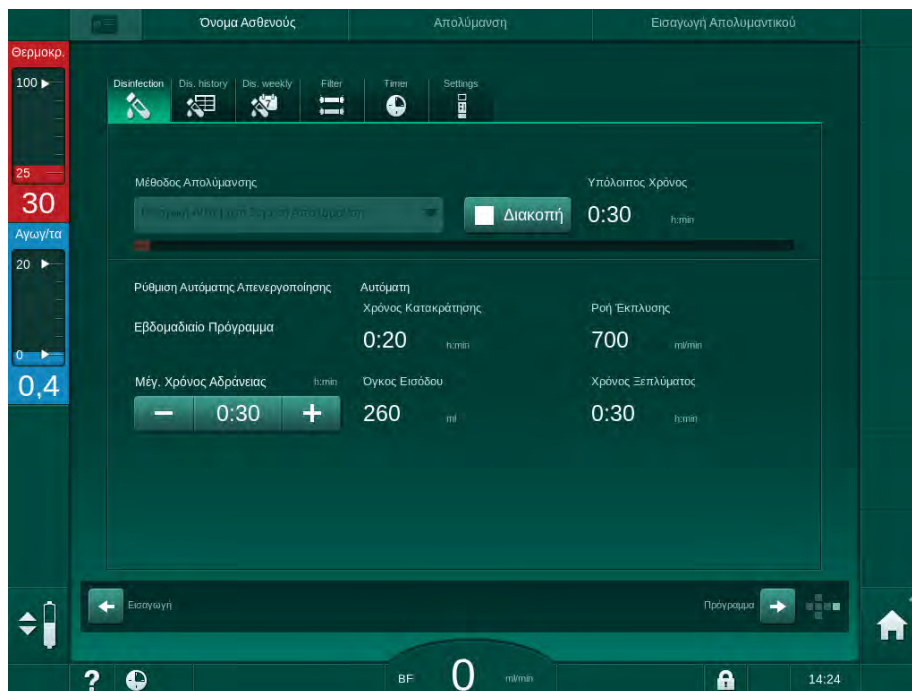 Όνομα Ασθενούς Απολύμανση Εισαγωγή Απολυμαντικού
Θερμοκρ.
100
25
30
Αγωγ/τα
20
0
0,4
Disinfection Dis. history Dis. weekly Filter Timer Settings
Μέθοδος Απολύμανσης Υπόλοιπος Χρόνος
Διακοπή 0:30 h:min
Ρύθμιση Αυτόματης Απενεργοποίησης Αυτόματη
Χρόνος Κατακράτησης Ροή Έκπλυσης
Εβδομαδιαίο Πρόγραμμα
0:20 h:min 700 ml/min
Μέγ. Χρόνος Αδράνειας h:min Όγκος Εισόδου Χρόνος Ξεπλύματος
− 0:30 + 260 ml 0:30 h:min
Εισαγωγή Πρόγραμμα
? BF 0 ml/min 14:24